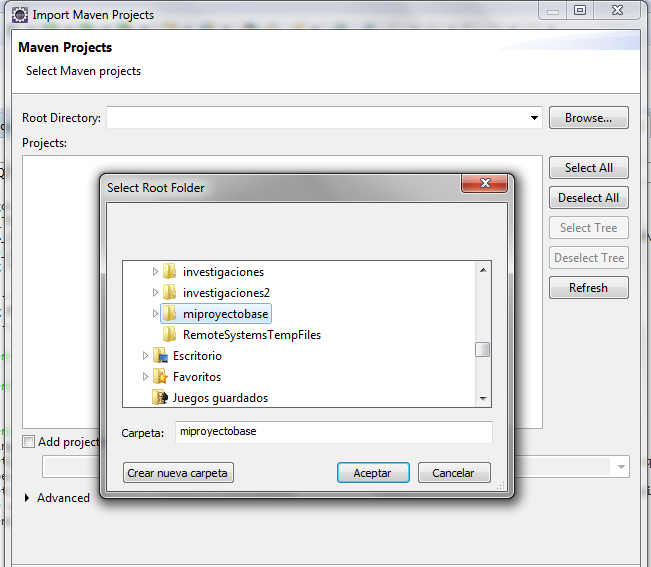 Import Maven Projects
Maven Projects
Select Maven projects
Root Directory:
Browse...
Projects:
Select All
Deselect All
Select Tree
Deselect Tree
Refresh
Select Root Folder
investigaciones
investigaciones2
miproyectobase
RemoteSystemsTempFiles
Escritorio
Favoritos
Juegos guardados
Carpeta: miproyectobase
Crear nueva carpeta
Aceptar
Cancelar
Add project
Advanced